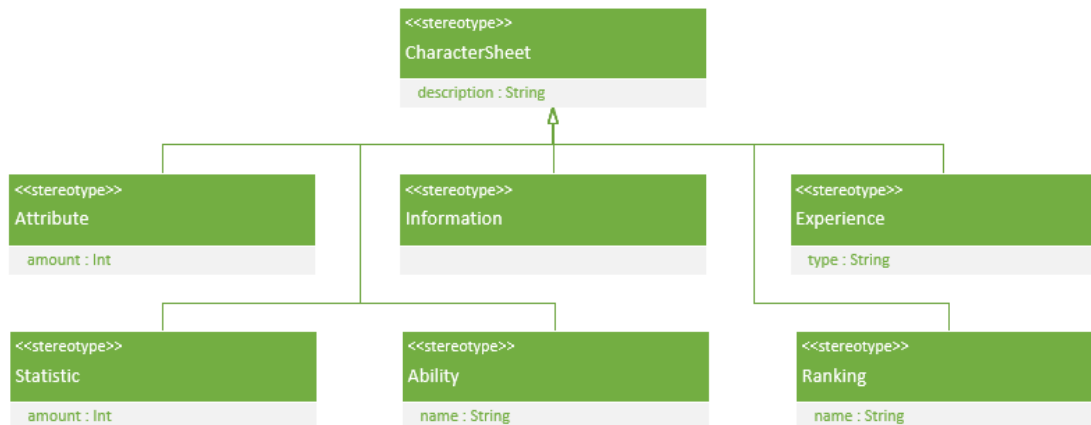 <<stereotype>>
CharacterSheet
description : String
<<stereotype>>
Attribute
amount : Int
<<stereotype>>
Information
<<stereotype>>
Experience
type : String
<<stereotype>>
Statistic
amount : Int
<<stereotype>>
Ability
name : String
<<stereotype>>
Ranking
name : String